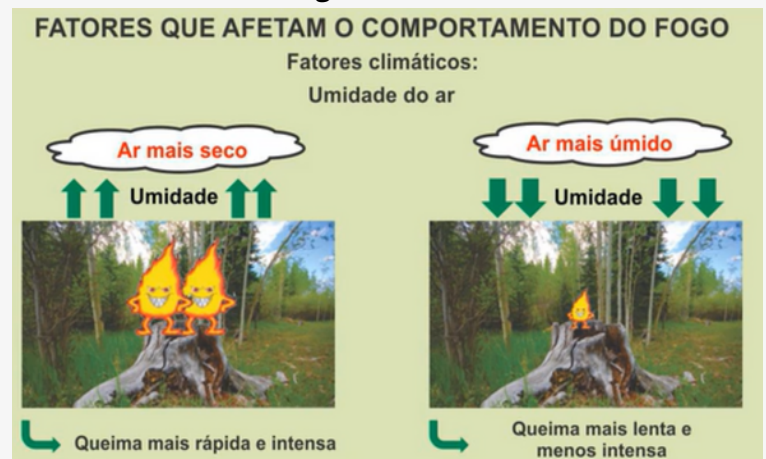 FATORES QUE AFETAM O COMPORTAMENTO DO FOGO
Fatores climáticos:
Umidade do ar
Ar mais seco
Umidade
Queima mais rápida e intensa
Ar mais úmido
Umidade
Queima mais lenta e
menos intensa